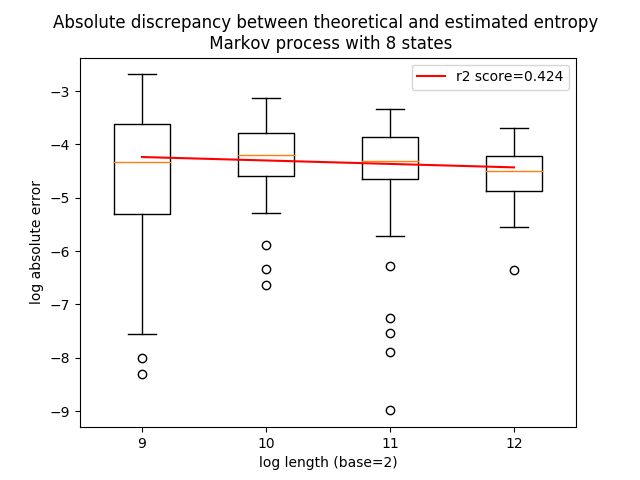 Absolute discrepancy between theoretical and estimated entropy
Markov process with 8 states
r2 score=0.424
−3
−4
−5
−6
−7
−8
−9
log absolute error
9 10 11 12
log length (base=2)